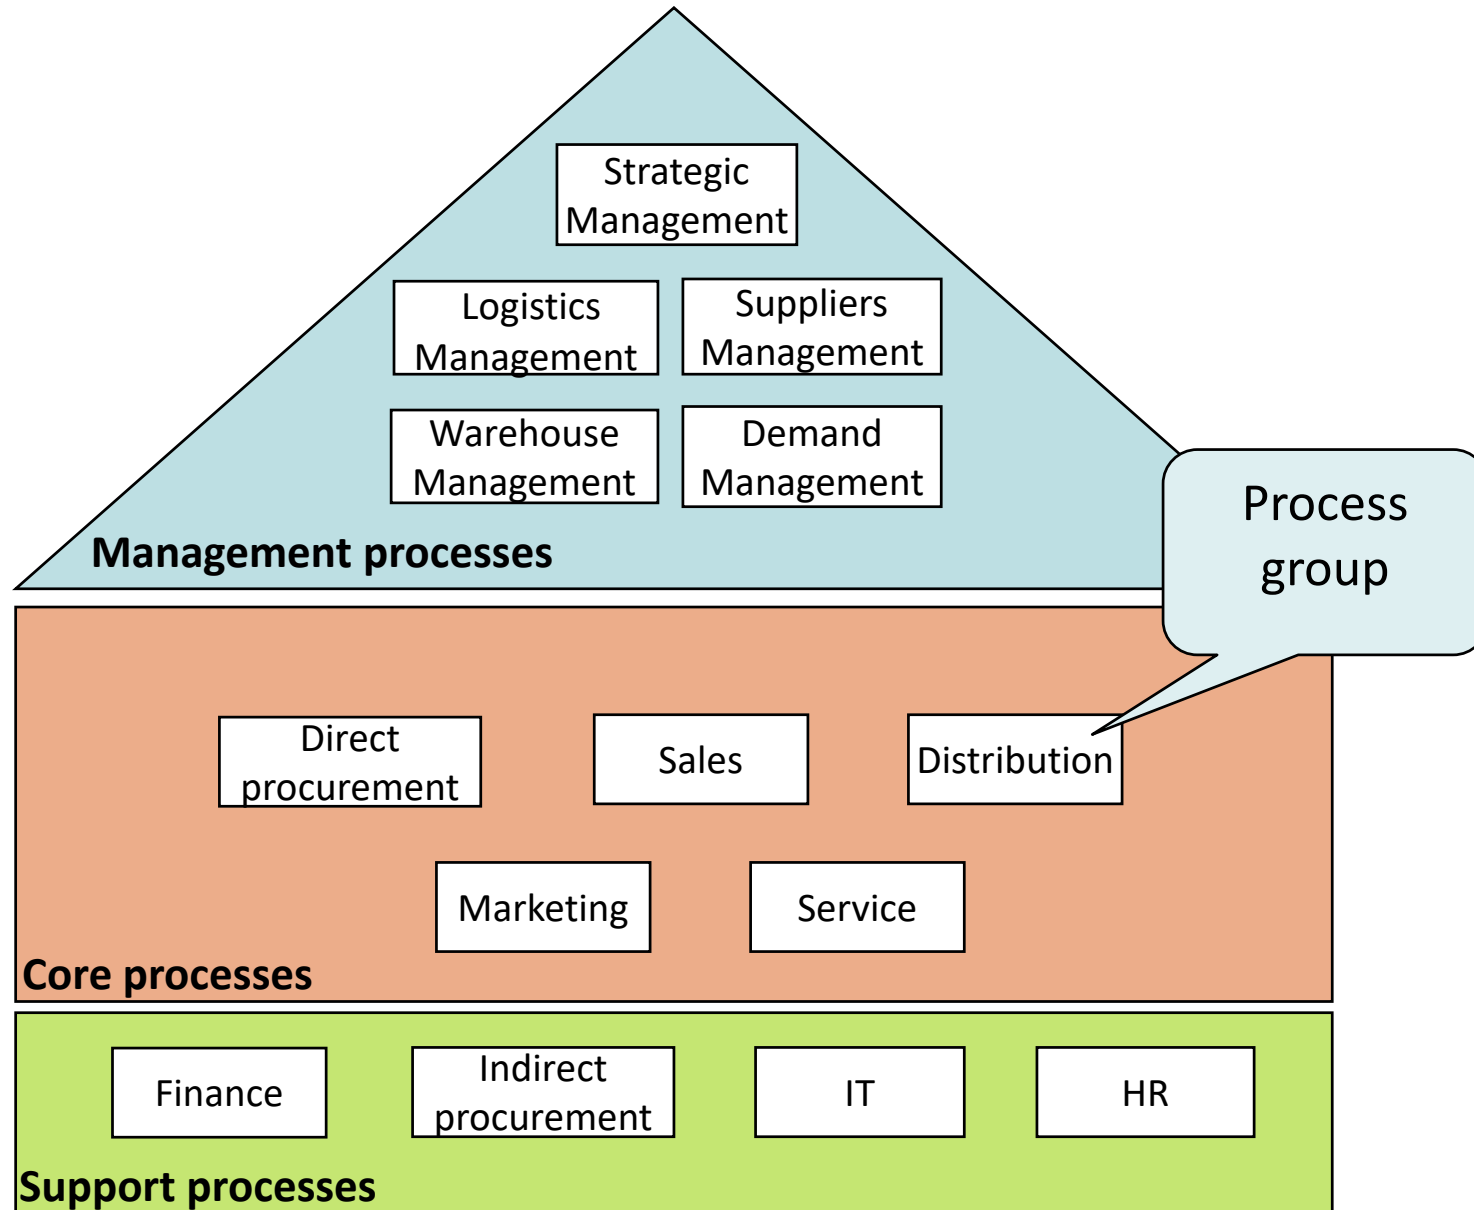 Strategic
Management
Logistics
Management
Suppliers
Management
Warehouse
Management
Demand
Management
Management processes
Process
group
Direct
procurement
Sales
Distribution
Marketing
Service
Core processes
Finance
Indirect
procurement
IT
HR
Support processes